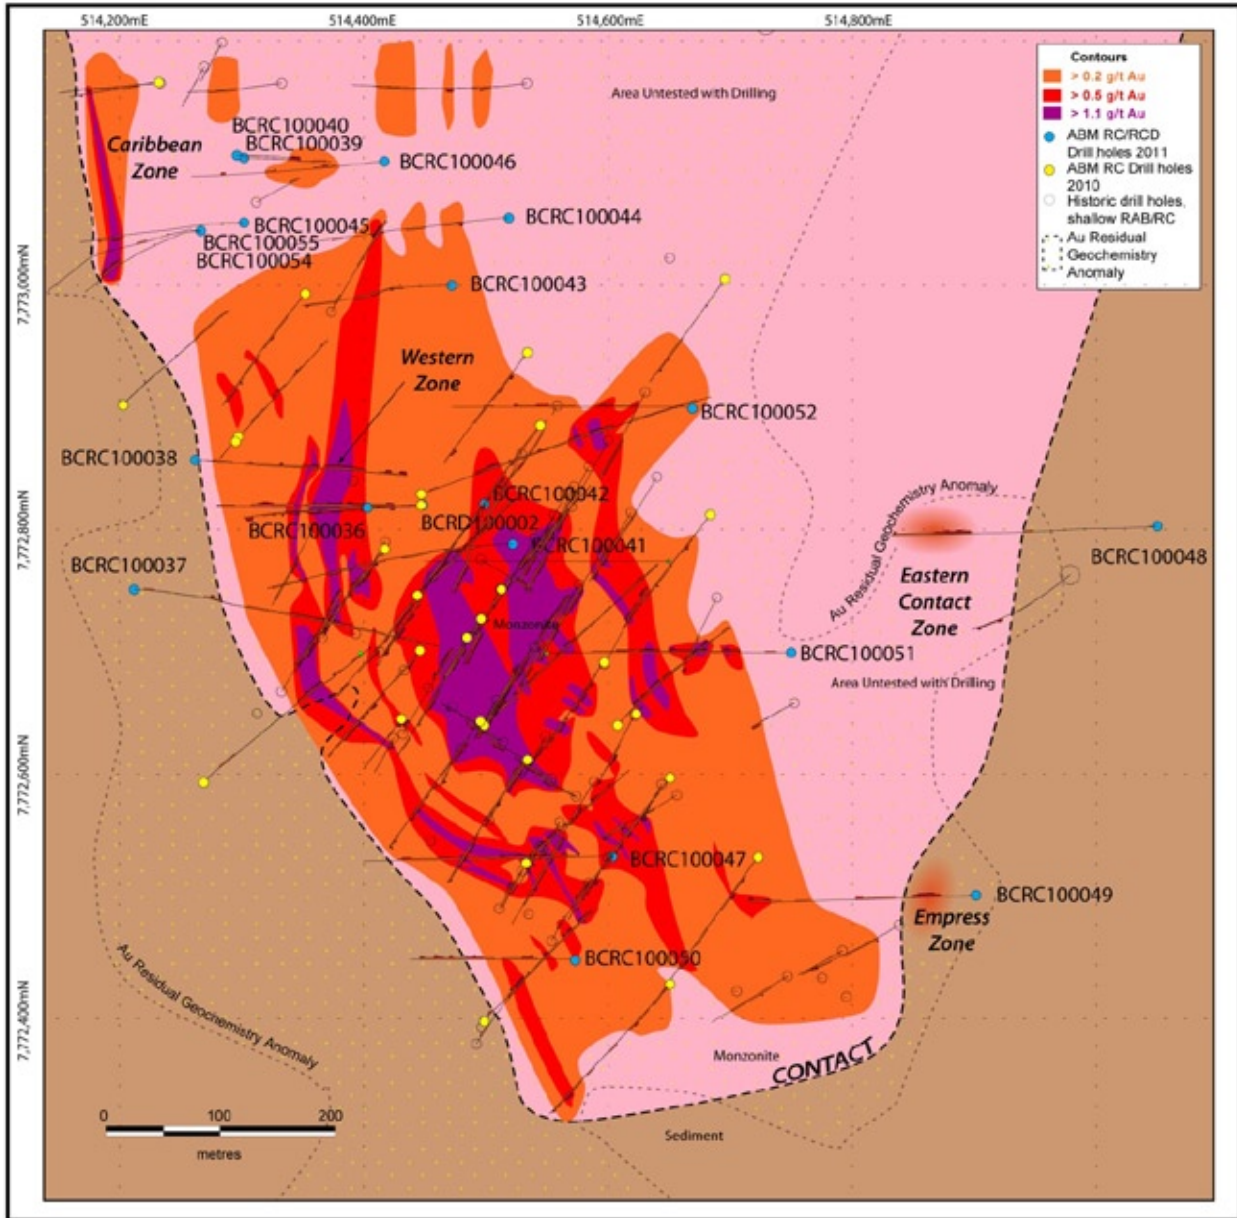 514,200mE
514,400mE
514,600mE
514,800mE
Contours
> 0.2 g/t Au
> 0.5 g/t Au
> 1.1 g/t Au
ABM RC/RCD
Drill holes 2011
ABM RC Drill holes
2010
Historic drill holes,
shallow RAB/RC
Au Residual
Geochemistry
Anomaly
Area Untested with Drilling
BCRC100040
BCRC100039
Caribbean
Zone
BCRC100046
BCRC100045
BCRC100055
BCRC100054
BCRC100044
7,773,000mN
BCRC100043
Western
Zone
BCRC100052
BCRC100038
BCRC100042
BCRC100036
BCRD100002
BCRC100041
7,772,800mN
Au Residual Geochemistry Anomaly
BCRC100048
BCRC100037
Eastern
Contact
Zone
Monzonite
BCRC100051
Area Untested with Drilling
7,772,600mN
BCRC100047
BCRC100049
Empress
Zone
BCRC100050
Au Residual Geochemistry Anomaly
7,772,400mN
Monzonite
CONTACT
Sediment
0 100 200
metres